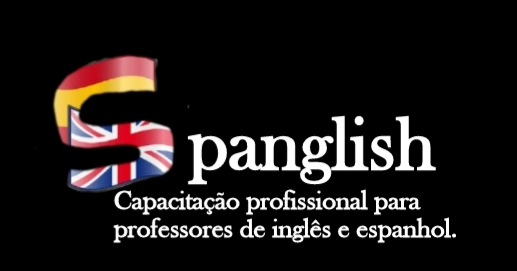 Spanglish
Capacitação profissional para
professores de inglês e espanhol.